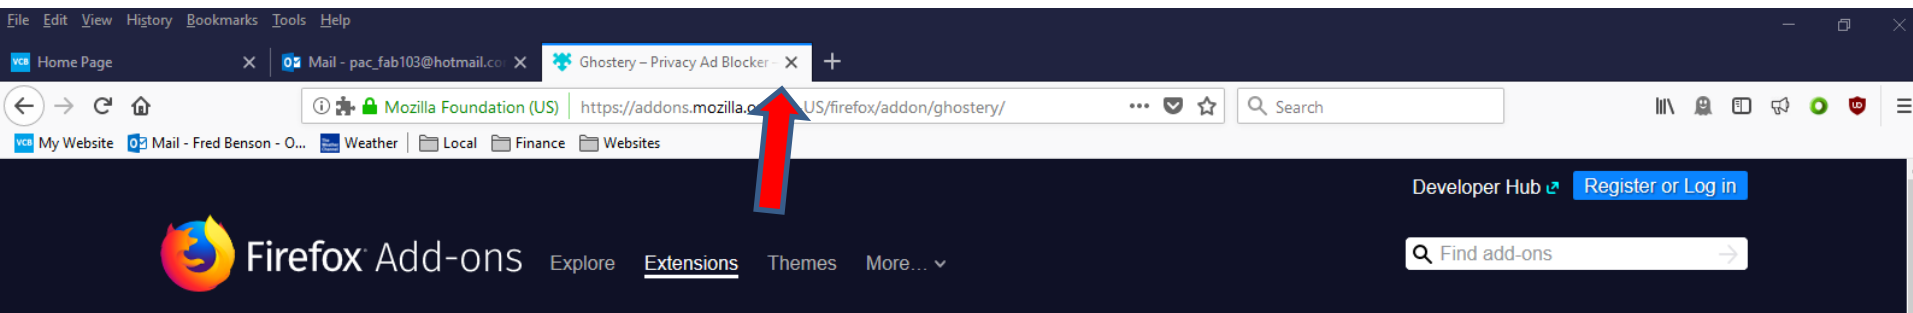 File Edit View History Bookmarks Tools Help
VCB Home Page Mail - pac_fab103@hotmail.co Ghostery – Privacy Ad Blocker –
Mozilla Foundation (US) https://addons.mozilla.o US/firefox/addon/ghostery/ Search
VCB My Website Mail - Fred Benson - O... Weather Local Finance Websites
Developer Hub Register or Log in
Firefox Add-ons Explore Extensions Themes More... Find add-ons